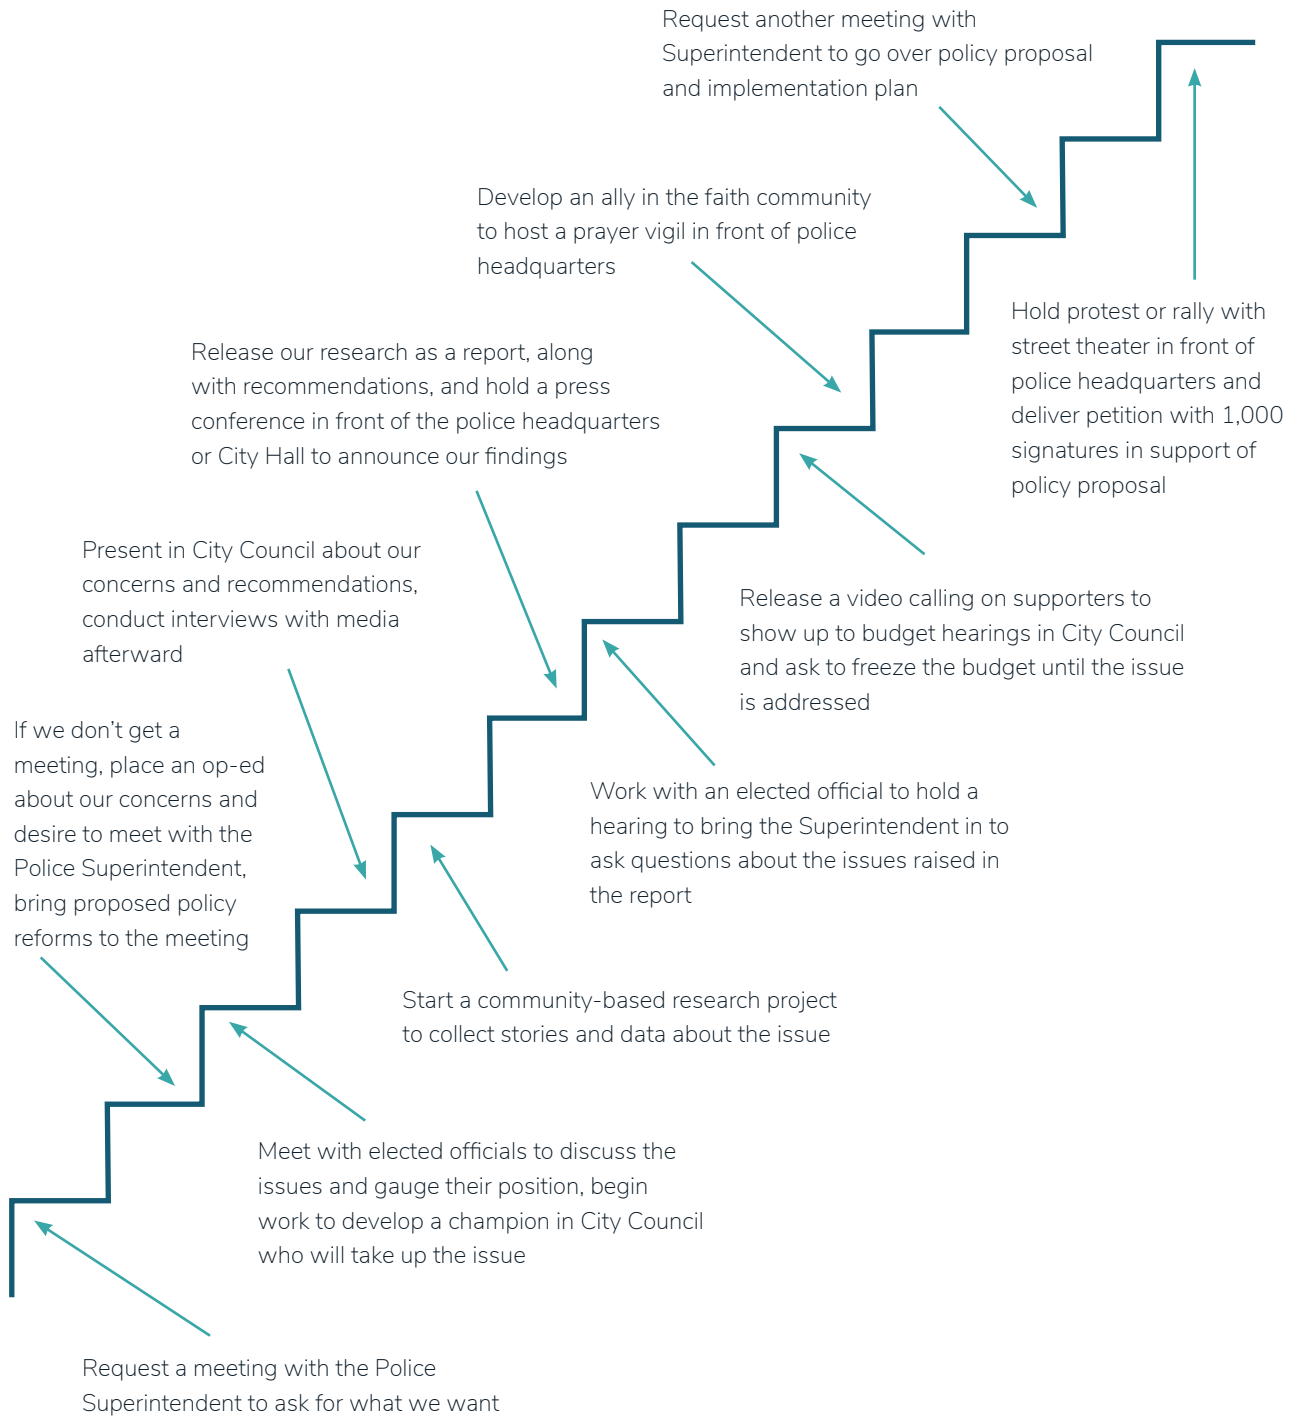 Request another meeting with
Superintendent to go over policy proposal
and implementation plan
Develop an ally in the faith community
to host a prayer vigil in front of police
headquarters
Hold protest or rally with
street theater in front of
police headquarters and
deliver petition with 1,000
signatures in support of
policy proposal
Release our research as a report, along
with recommendations, and hold a press
conference in front of the police headquarters
or City Hall to announce our findings
Present in City Council about our
concerns and recommendations,
conduct interviews with media
afterward
Release a video calling on supporters to
show up to budget hearings in City Council
and ask to freeze the budget until the issue
is addressed
If we don’t get a
meeting, place an op-ed
about our concerns and
desire to meet with the
Police Superintendent,
bring proposed policy
reforms to the meeting
Work with an elected official to hold a
hearing to bring the Superintendent in to
ask questions about the issues raised in
the report
Start a community-based research project
to collect stories and data about the issue
Meet with elected officials to discuss the
issues and gauge their position, begin
work to develop a champion in City Council
who will take up the issue
Request a meeting with the Police
Superintendent to ask for what we want